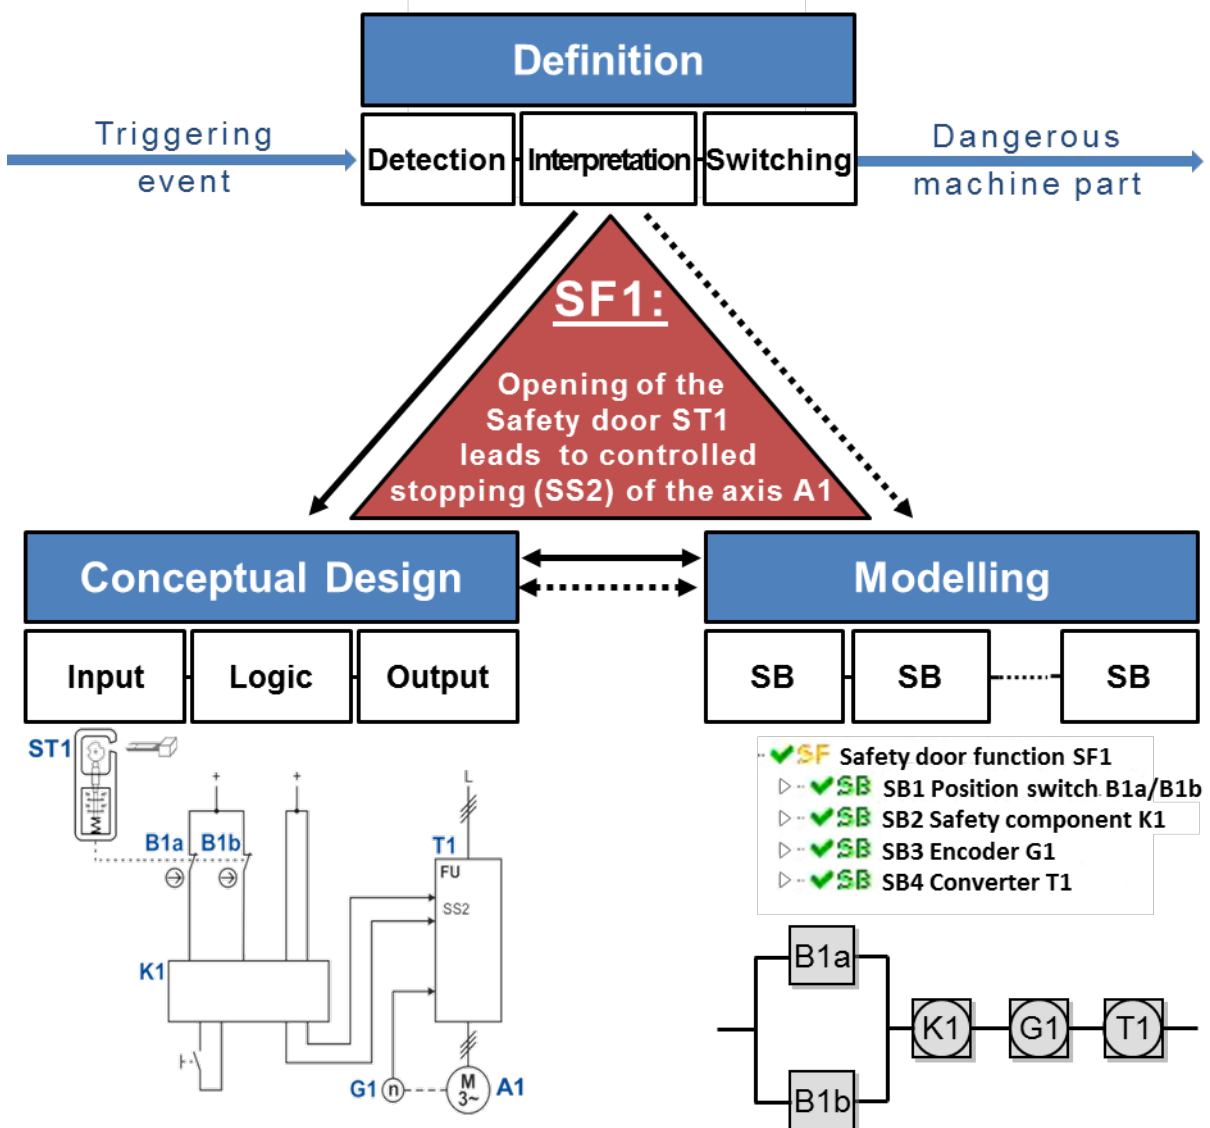 Definition
Triggering
event
Detection
Interpretation
Switching
Dangerous
machine part
SF1:
Opening of the
Safety door ST1
leads to controlled
stopping (SS2) of the axis A1
Conceptual Design
Modelling
Input
Logic
Output
SB
SB
SB
ST1
+
+
L
B1a
B1b
T1
FU
SS2
K1
G1
n
M
3~
A1
SF Safety door function SF1
SB SB1 Position switch B1a/B1b
SB SB2 Safety component K1
SB SB3 Encoder G1
SB SB4 Converter T1
B1a
K1
G1
T1
B1b